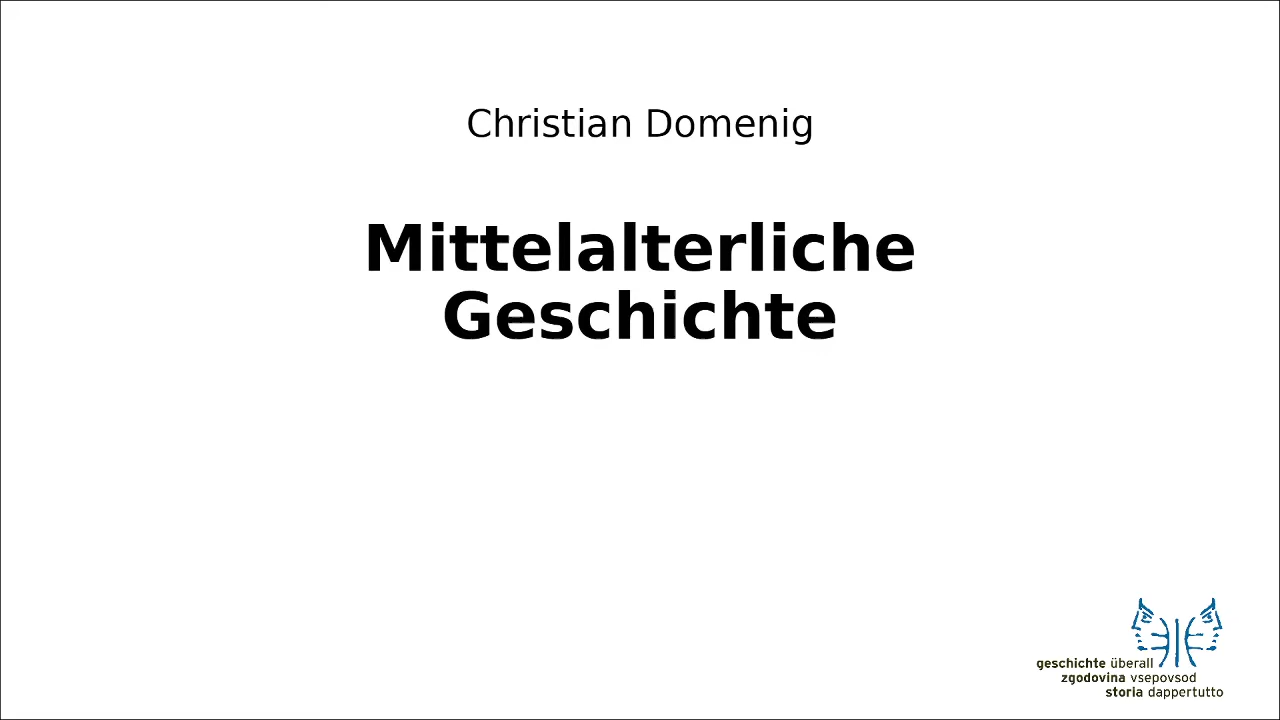 Christian Domenig
Mittelalterliche
Geschichte
geschichte überall
zgodovina vsepovsod
storia dappertutto